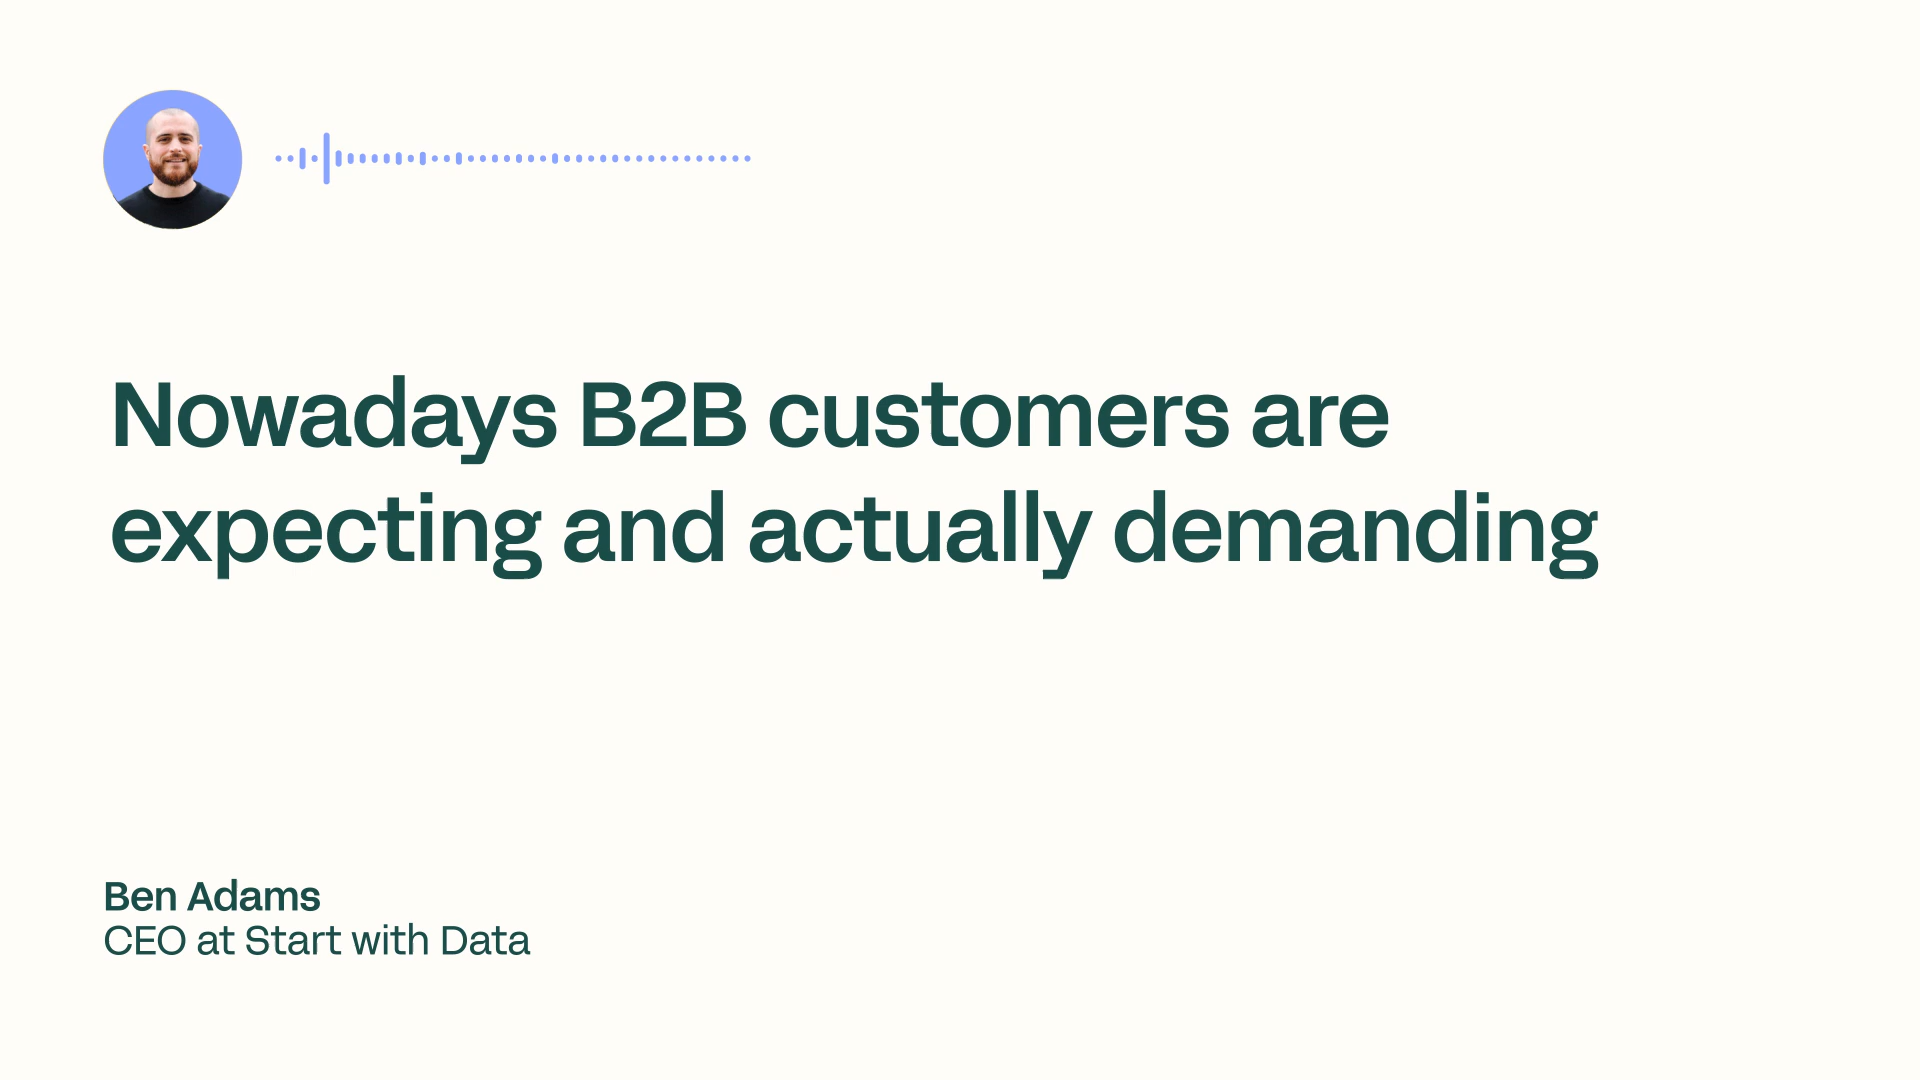 Nowadays B2B customers are
expecting and actually demanding
Ben Adams
CEO at Start with Data